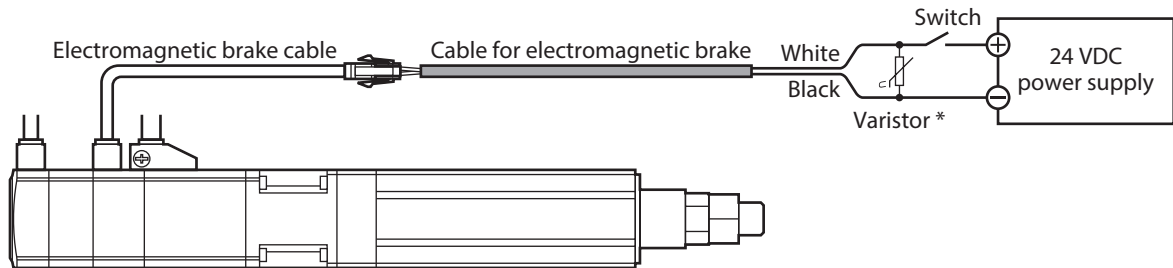 Switch
Electromagnetic brake cable
Cable for electromagnetic brake
White
24 VDC
power supply
Black
Varistor *